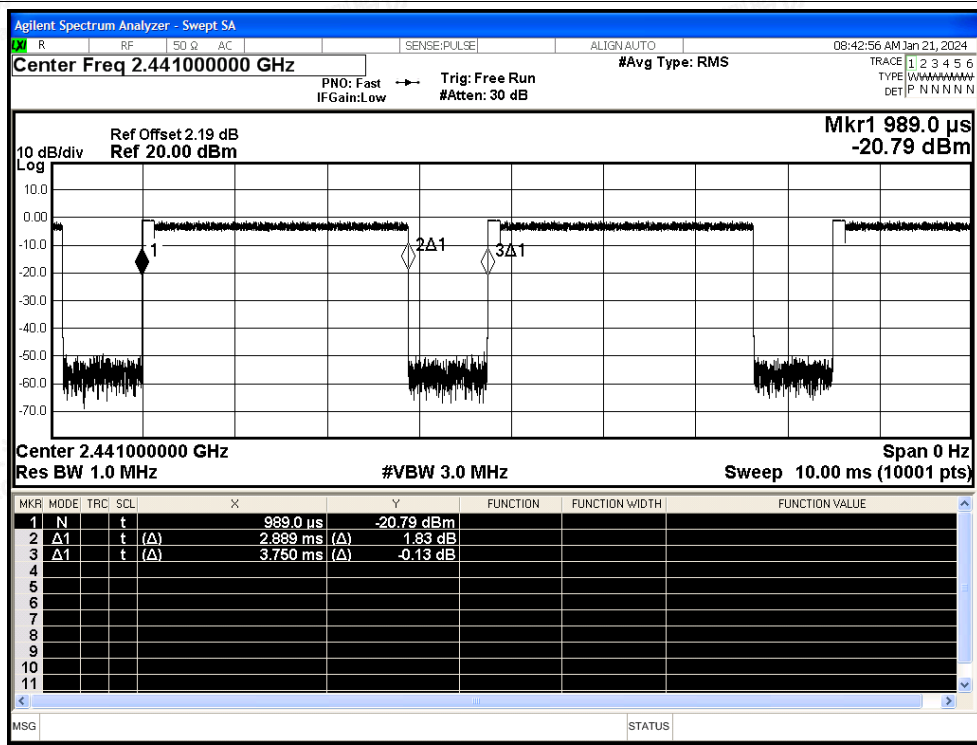 Agilent Spectrum Analyzer - Swept SA
LXI R RF 50 Ω AC SENSE:PULSE ALIGN AUTO 08:42:56 AM Jan 21, 2024
Center Freq 2.441000000 GHz #Avg Type: RMS TRACE 1 2 3 4 5 6
PNO: Fast Trig: Free Run TYPE
IFGain:Low #Atten: 30 dB DET P N N N N N
Mkr1 989.0 µs
Ref Offset 2.19 dB
10 dB/div Ref 20.00 dBm -20.79 dBm
Log
10.0
0.00
-10.0
1 2Δ1 3Δ1
-20.0
-30.0
-40.0
-50.0
-60.0
-70.0
Center 2.441000000 GHz Span 0 Hz
Res BW 1.0 MHz #VBW 3.0 MHz Sweep 10.00 ms (10001 pts)
MKR MODE TRC SCL X Y FUNCTION FUNCTION WIDTH FUNCTION VALUE
1 N t 989.0 µs -20.79 dBm
2 Δ1 t (Δ) 2.889 ms (Δ) 1.83 dB
3 Δ1 t (Δ) 3.750 ms (Δ) -0.13 dB
4
5
6
7
8
9
10
11
MSG STATUS